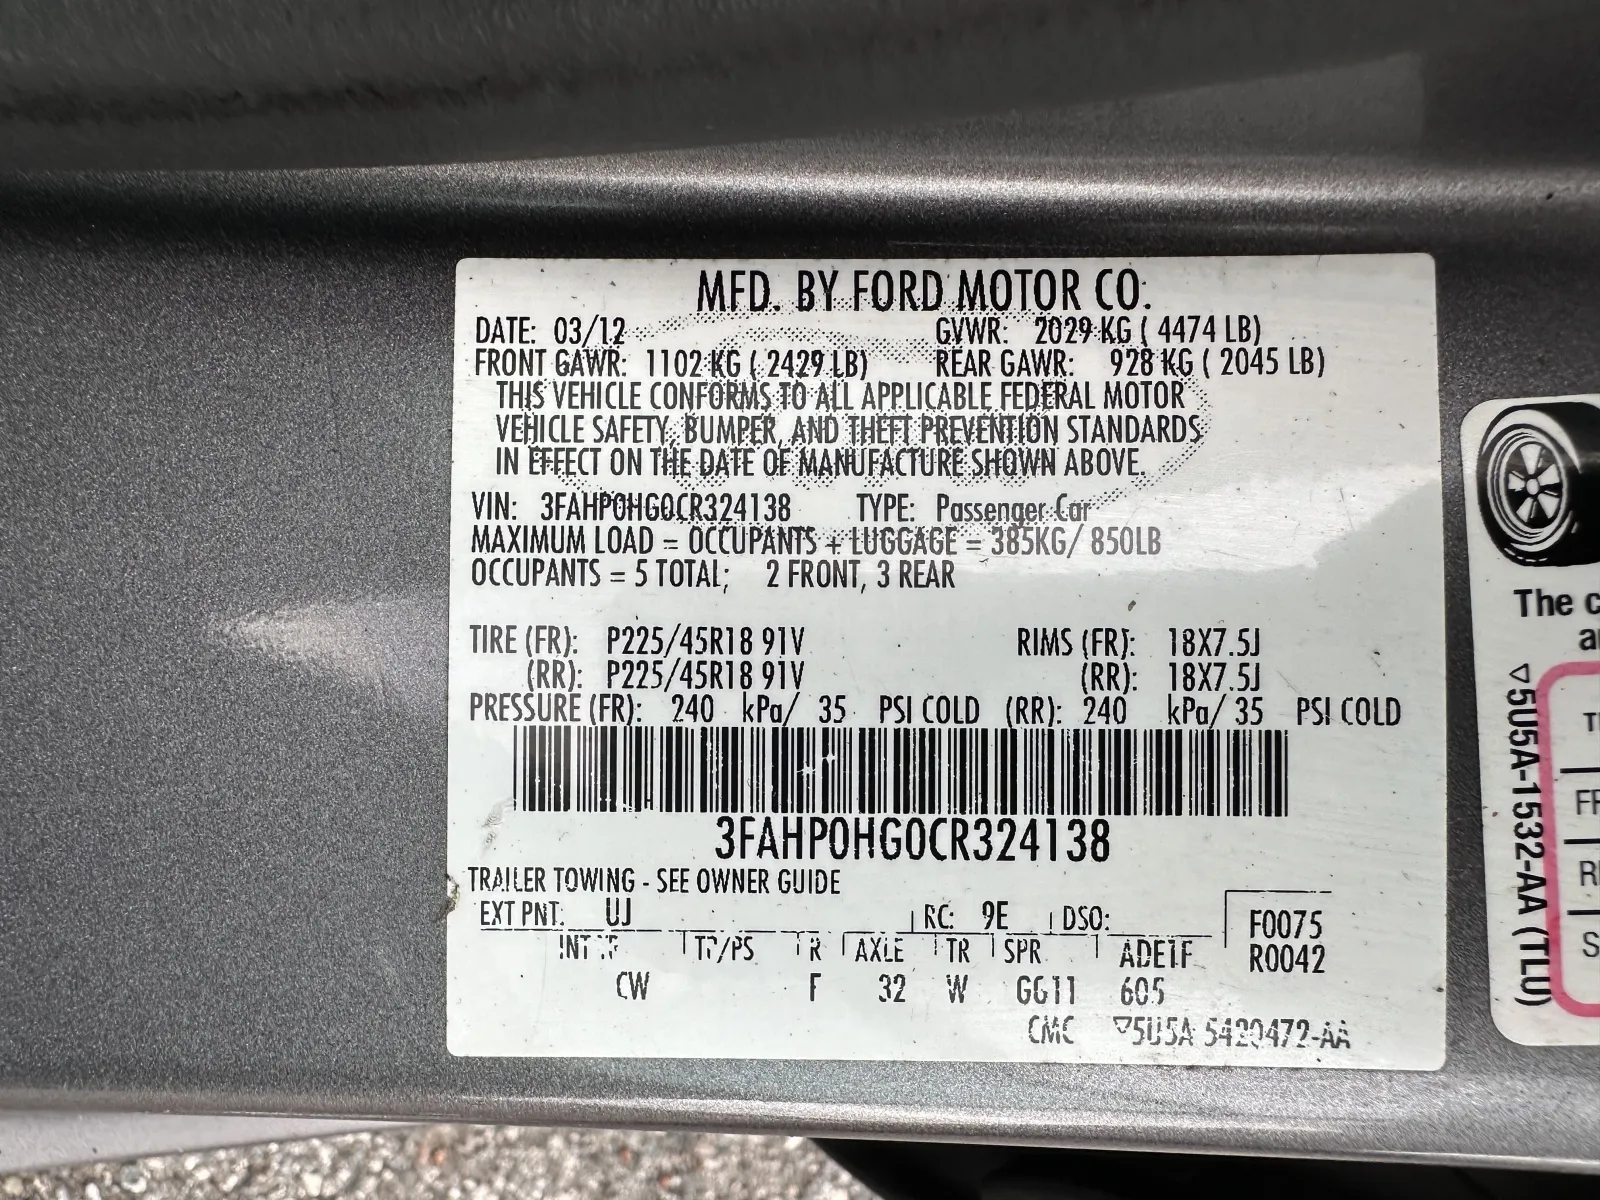 MFD. BY FORD MOTOR CO.
DATE: 03/12 GVWR: 2029 KG ( 4474 LB)
FRONT GAWR: 1102 KG ( 2429 LB) REAR GAWR: 928 KG ( 2045 LB)
THIS VEHICLE CONFORMS TO ALL APPLICABLE FEDERAL MOTOR
VEHICLE SAFETY, BUMPER, AND THEFT PREVENTION STANDARDS
IN EFFECT ON THE DATE OF MANUFACTURE SHOWN ABOVE.
VIN: 3FAHP0HG0CR324138 TYPE: Passenger Car
MAXIMUM LOAD = OCCUPANTS + LUGGAGE = 385KG/ 850LB
OCCUPANTS = 5 TOTAL; 2 FRONT, 3 REAR
TIRE (FR): P225/45R18 91V RIMS (FR): 18X7.5J
(RR): P225/45R18 91V (RR): 18X7.5J
PRESSURE (FR): 240 kPa/ 35 PSI COLD (RR): 240 kPa/ 35 PSI COLD
3FAHP0HG0CR324138
TRAILER TOWING - SEE OWNER GUIDE
EXT PNT: UJ RC: 9E DSO: F0075
INT TP/PS R AXLE TR SPR ADE1F R0042
CW F 32 W GG11 605
CMC ▽5U5A 5420472-AA
The
▽5U5A-1532-AA (TLU)